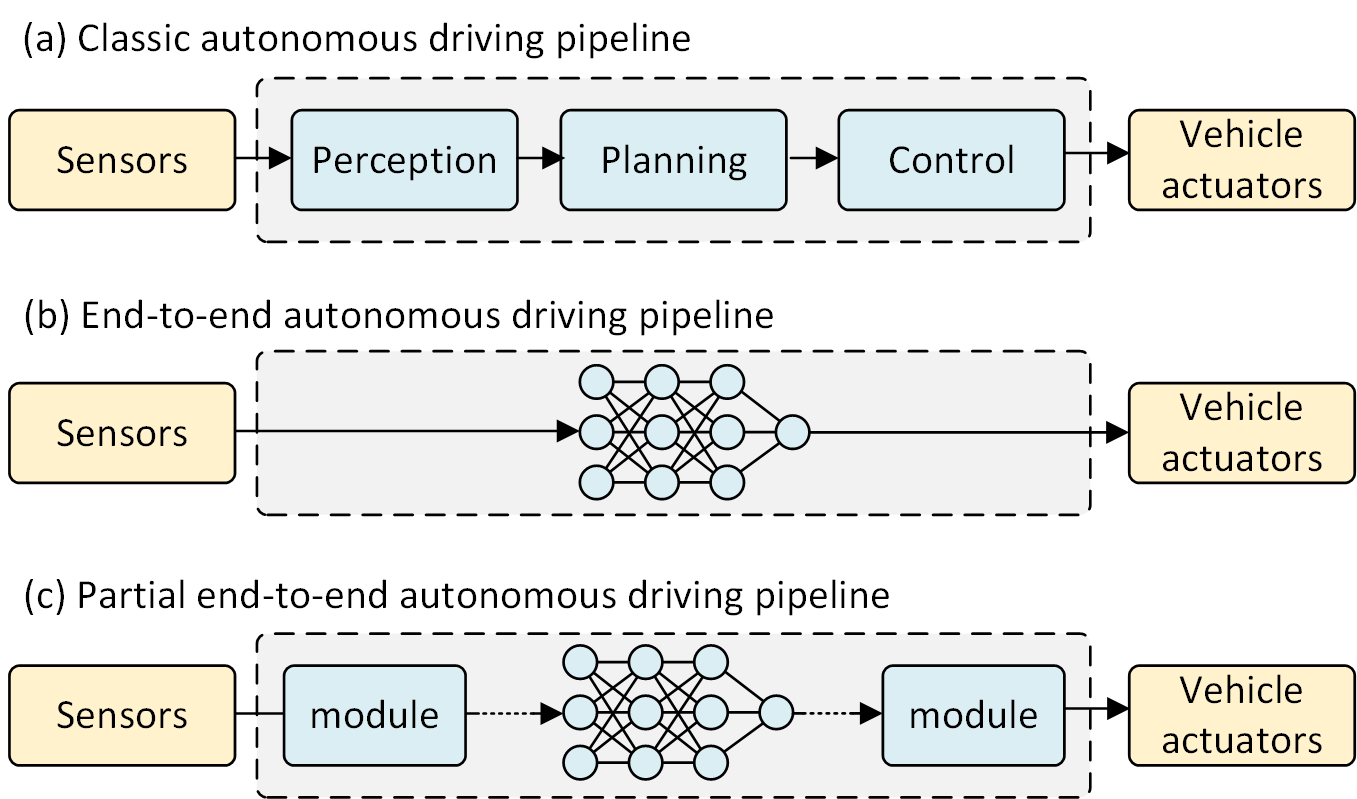 (a) Classic autonomous driving pipeline
Sensors
Perception
Planning
Control
Vehicle
actuators
(b) End-to-end autonomous driving pipeline
Sensors
Vehicle
actuators
(c) Partial end-to-end autonomous driving pipeline
Sensors
module
module
Vehicle
actuators